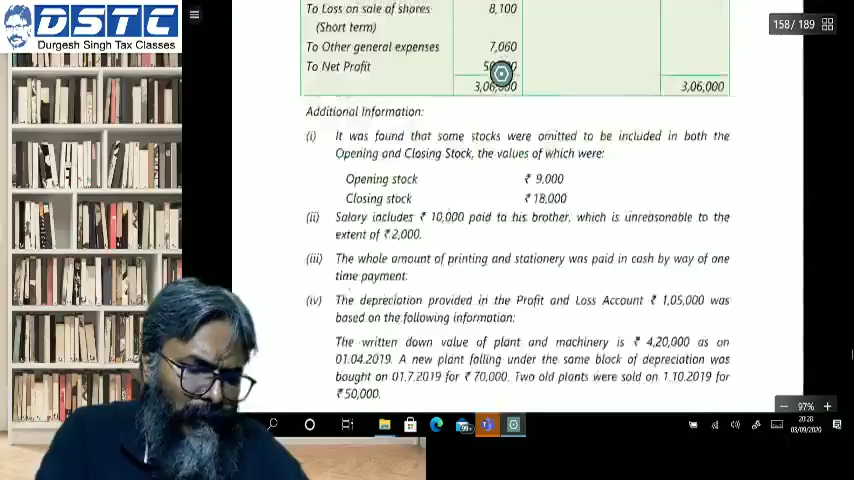 DSTC
Durgesh Singh Tax Classes
158 / 189
To Loss on sale of shares 8,100
(Short term)
To Other general expenses 7,060
To Net Profit
3,06,000
Additional Information:
(i) It was found that some stocks were omitted to be included in both the
Opening and Closing Stock, the values of which were:
Opening stock ₹ 9,000
Closing stock ₹ 18,000
(ii) Salary includes ₹ 10,000 paid to his brother, which is unreasonable to the
extent of ₹ 2,000.
(iii) The whole amount of printing and stationery was paid in cash by way of one
time payment.
(iv) The depreciation provided in the Profit and Loss Account ₹ 1,05,000 was
based on the following information:
The written down value of plant and machinery is ₹ 4,20,000 as on
01.04.2019. A new plant falling under the same block of depreciation was
bought on 01.7.2019 for ₹ 70,000. Two old plants were sold on 1.10.2019 for
₹ 50,000.
97%
99+
20:28
03/09/2020